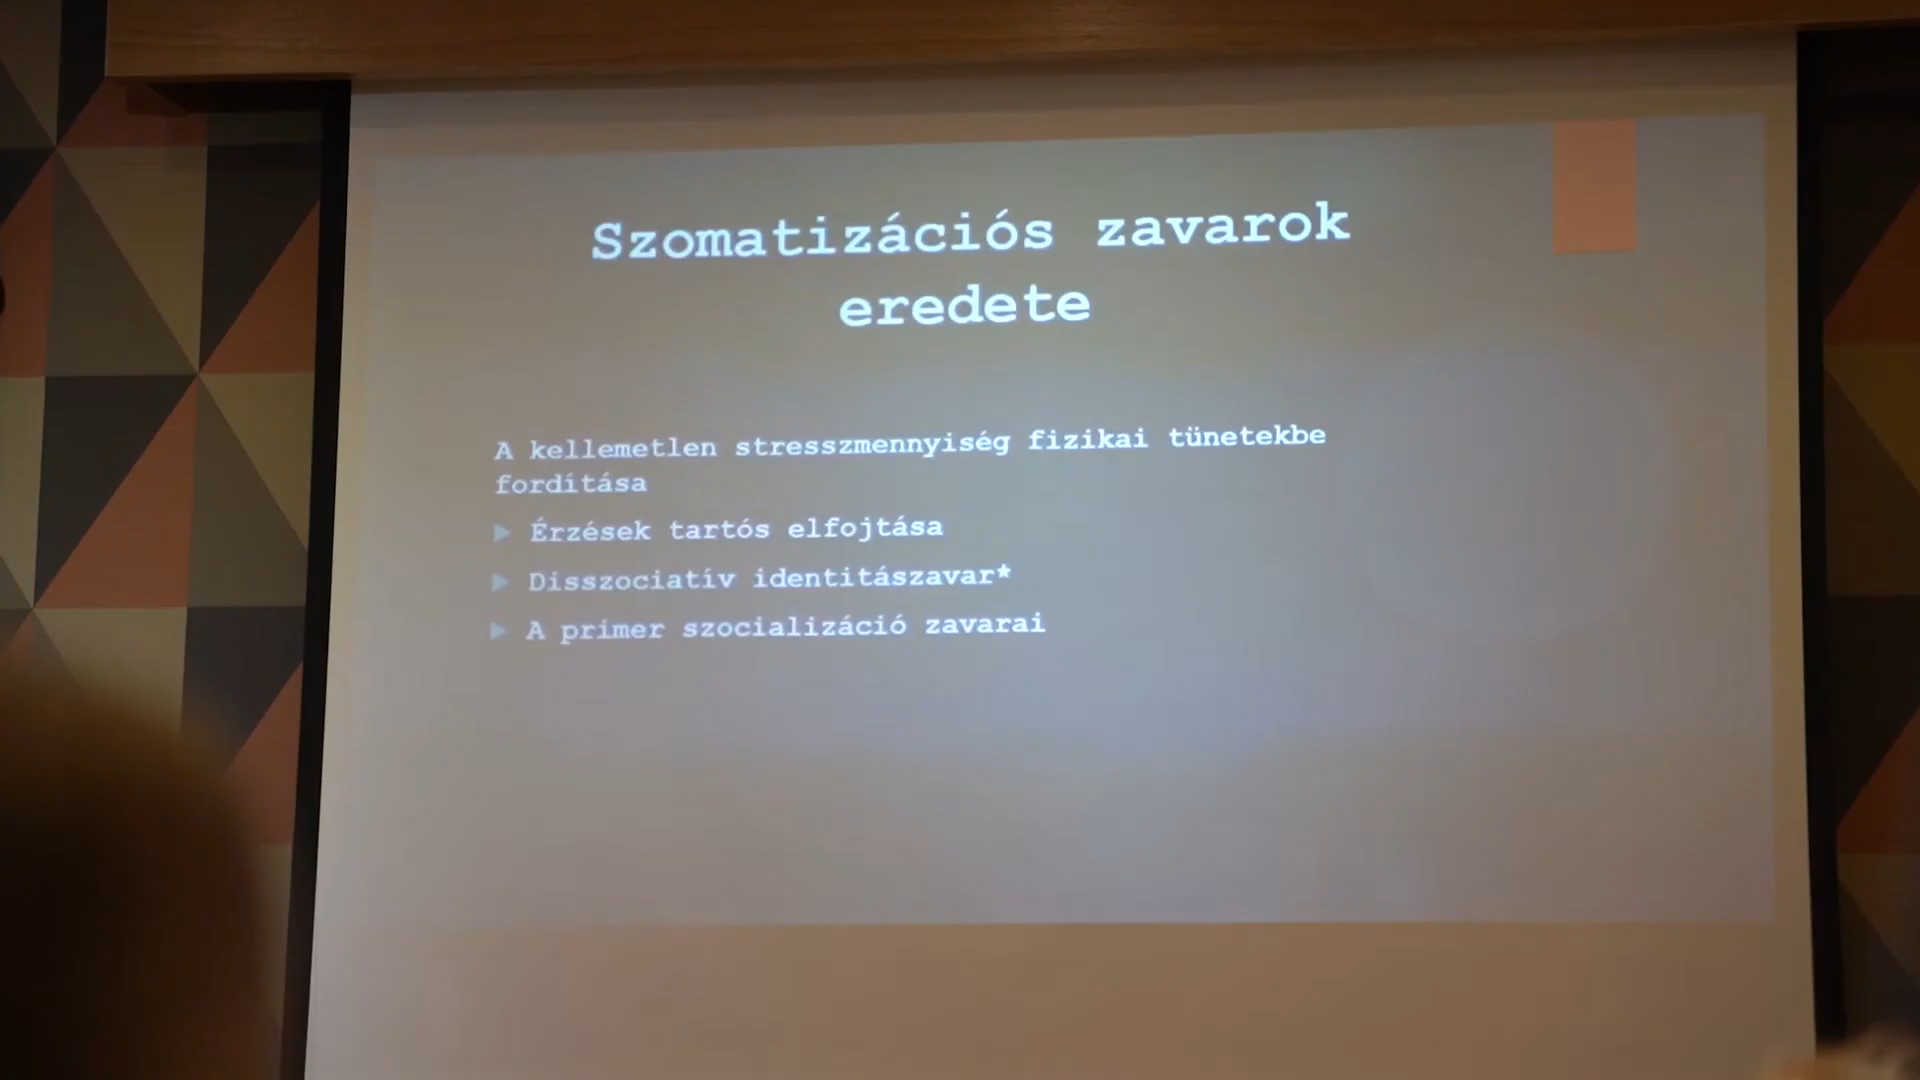 Szomatizációs zavarok
eredete
A kellemetlen stresszmennyiség fizikai tünetekbe
fordítása
Érzések tartós elfojtása
Disszociatív identitászavar*
A primer szocializáció zavarai